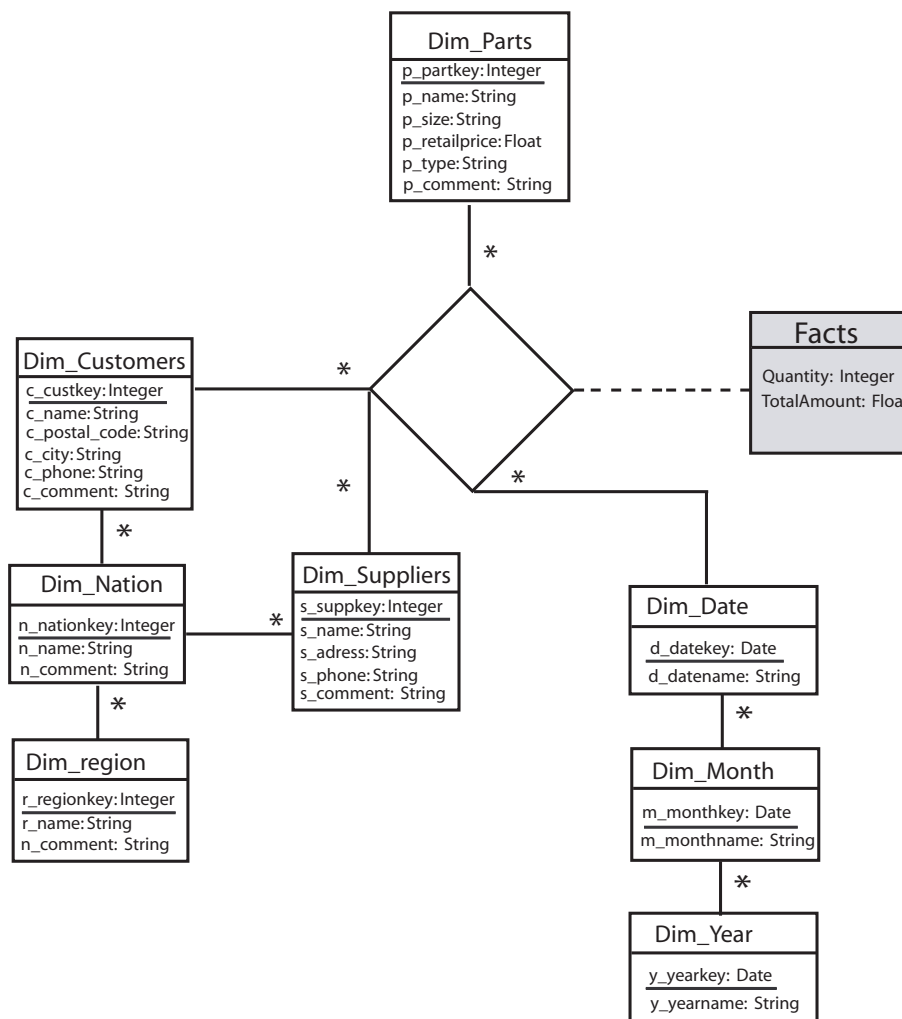 Dim_Parts
p_partkey:Integer
p_name:String
p_size:String
p_retailprice:Float
p_type:String
p_comment: String
*
Facts
Quantity: Integer
TotalAmount: Floa
Dim_Customers
c_custkey:Integer
c_name:String
c_postal_code:String
c_city:String
c_phone:String
c_comment: String
*
*
*
*
Dim_Nation
n_nationkey:Integer
n_name:String
n_comment: String
*
*
Dim_Suppliers
s_suppkey:Integer
s_name:String
s_adress:String
s_phone:String
s_comment: String
Dim_region
r_regionkey:Integer
r_name:String
n_comment: String
Dim_Date
d_datekey: Date
d_datename: String
*
Dim_Month
m_monthkey: Date
m_monthname: String
*
Dim_Year
y_yearkey: Date
y_yearname: String